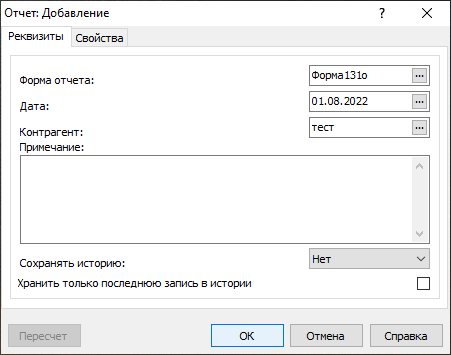 Отчет: Добавление
Реквизиты Свойства
Форма отчета: Форма131о ...
Дата: 01.08.2022 ...
Контрагент: тест ...
Примечание:
Сохранять историю: Нет
Хранить только последнюю запись в истории
Пересчет ОК Отмена Справка